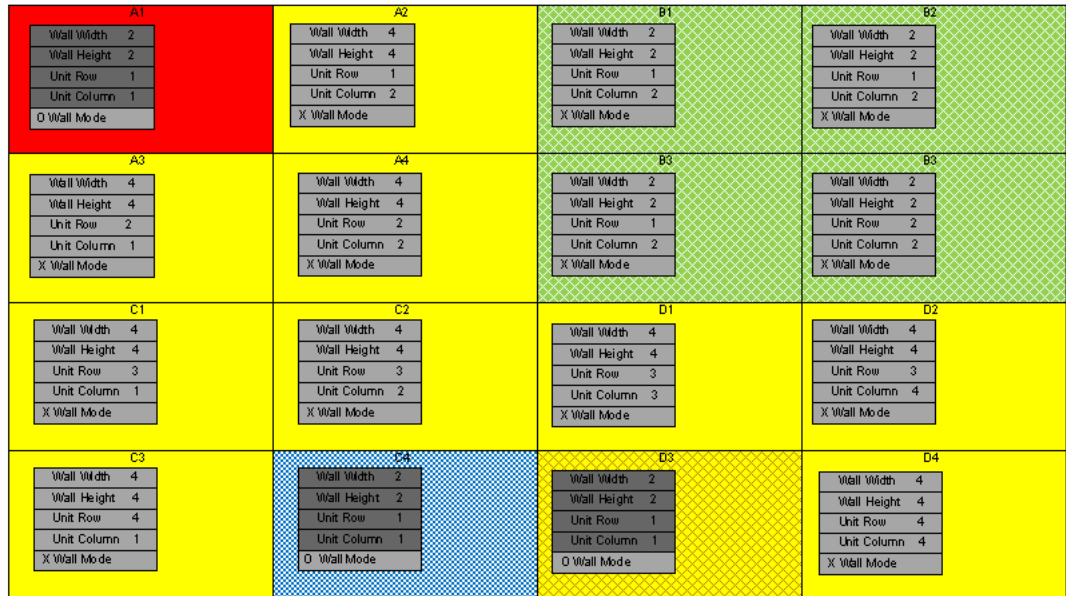 A1
Wall Width 2
Wall Height 2
Unit Row 1
Unit Column 1
O Wall Mode
A2
Wall Width 4
Wall Height 4
Unit Row 1
Unit Column 2
X Wall Mode
B1
Wall Width 2
Wall Height 2
Unit Row 1
Unit Column 2
X Wall Mode
B2
Wall Width 2
Wall Height 2
Unit Row 1
Unit Column 2
X Wall Mode
A3
Wall Width 4
Wall Height 4
Unit Row 2
Unit Column 1
X Wall Mode
A4
Wall Width 4
Wall Height 4
Unit Row 2
Unit Column 2
X Wall Mode
B3
Wall Width 2
Wall Height 2
Unit Row 1
Unit Column 2
X Wall Mode
B3
Wall Width 2
Wall Height 2
Unit Row 2
Unit Column 2
X Wall Mode
C1
Wall Width 4
Wall Height 4
Unit Row 3
Unit Column 1
X Wall Mode
C2
Wall Width 4
Wall Height 4
Unit Row 3
Unit Column 2
X Wall Mode
D1
Wall Width 4
Wall Height 4
Unit Row 3
Unit Column 3
X Wall Mode
D2
Wall Width 4
Wall Height 4
Unit Row 3
Unit Column 4
X Wall Mode
C3
Wall Width 4
Wall Height 4
Unit Row 4
Unit Column 1
X Wall Mode
C4
Wall Width 2
Wall Height 2
Unit Row 1
Unit Column 1
O Wall Mode
D3
Wall Width 2
Wall Height 2
Unit Row 1
Unit Column 1
O Wall Mode
D4
Wall Width 4
Wall Height 4
Unit Row 4
Unit Column 4
X Wall Mode